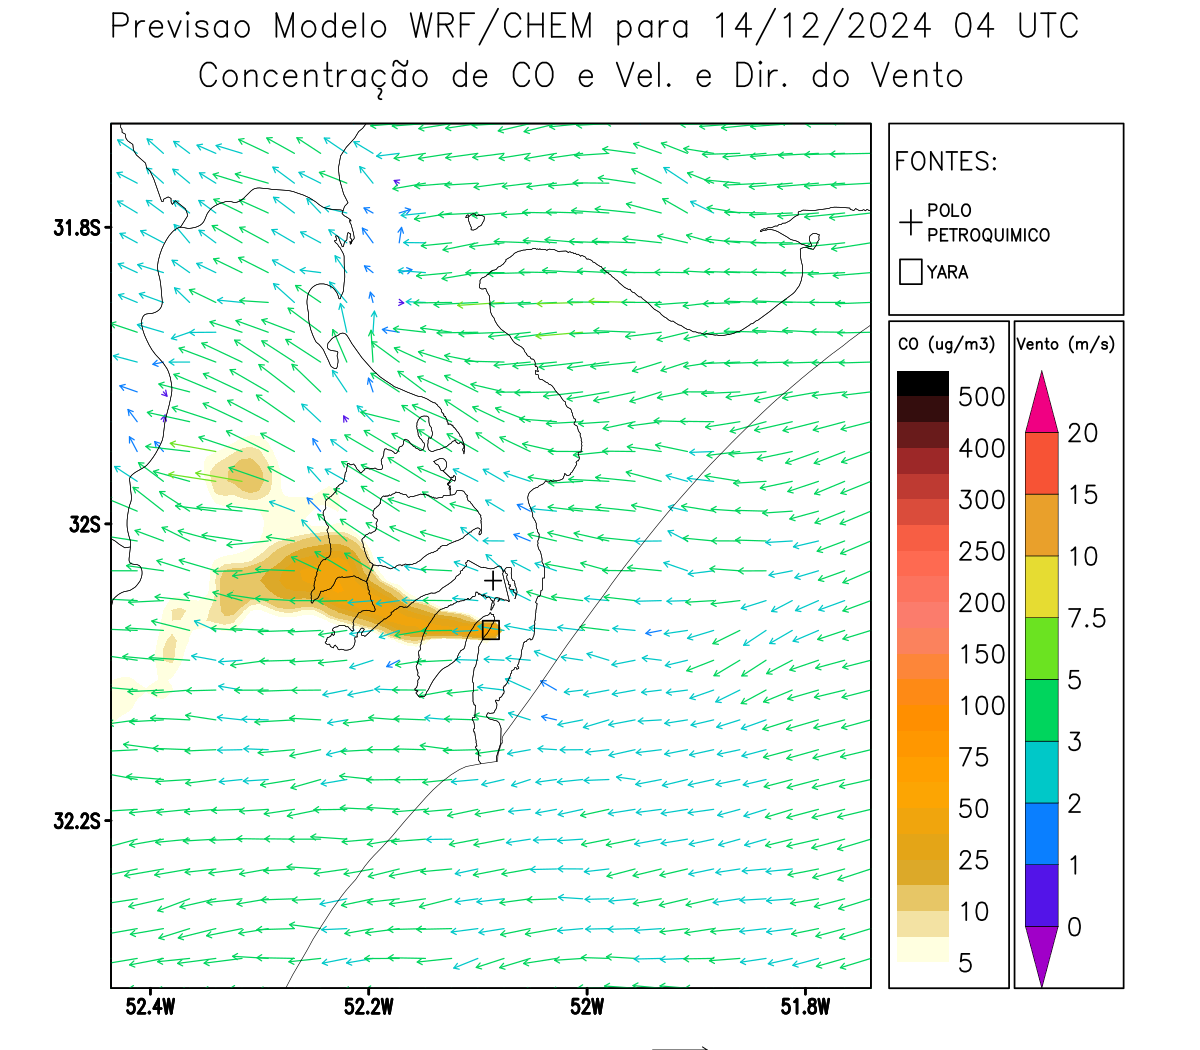 Previsao Modelo WRF/CHEM para 14/12/2024 04 UTC
Concentração de CO e Vel. e Dir. do Vento
FONTES:
POLO
PETROQUIMICO
YARA
CO (ug/m3)
500
400
300
250
200
150
100
75
50
25
10
5
Vento (m/s)
20
15
10
7.5
5
3
2
1
0
31.8S
32S
32.2S
52.4W
52.2W
52W
51.8W